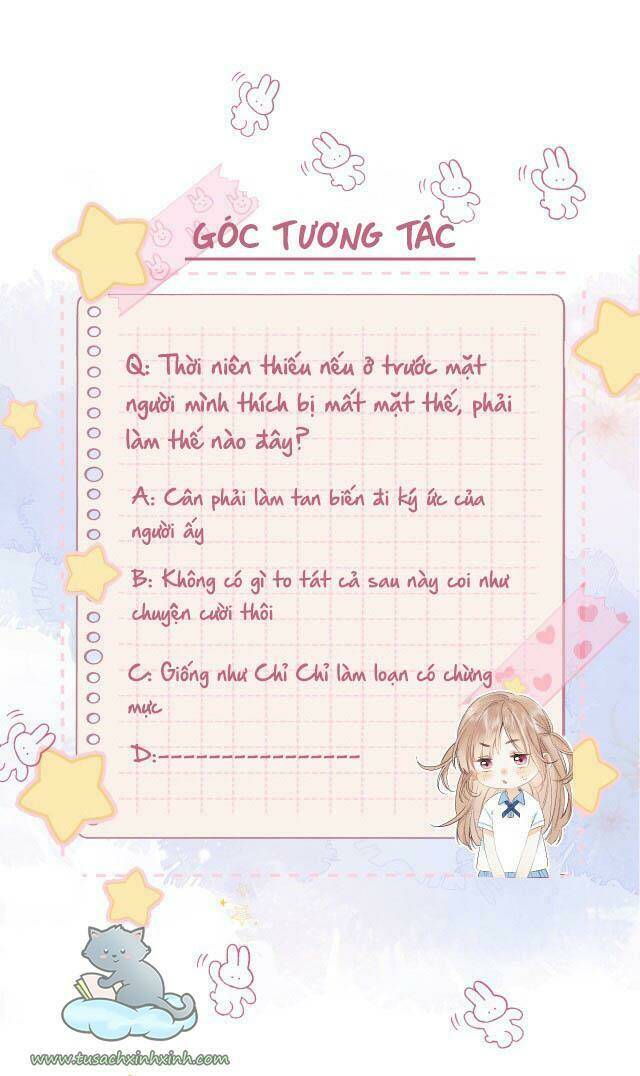 GÓC TƯƠNG TÁC
Q: Thời niên thiếu nếu ở trước mặt
người mình thích bị mất mặt thế, phải
làm thế nào đây?
A: Cân phải làm tan biến đi ký ức của
người ấy
B: Không có gì to tát cả sau này coi như
chuyện cười thôi
C: Giống như Chỉ Chỉ làm loạn có chừng
mực
D:----------------
www.tusachxinhxinh.com